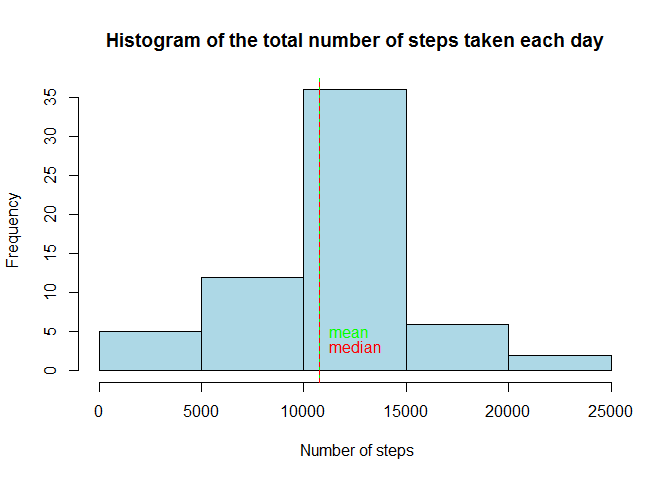 Histogram of the total number of steps taken each day
Frequency
35
30
25
20
15
10
5
0
mean
median
0 5000 10000 15000 20000 25000
Number of steps